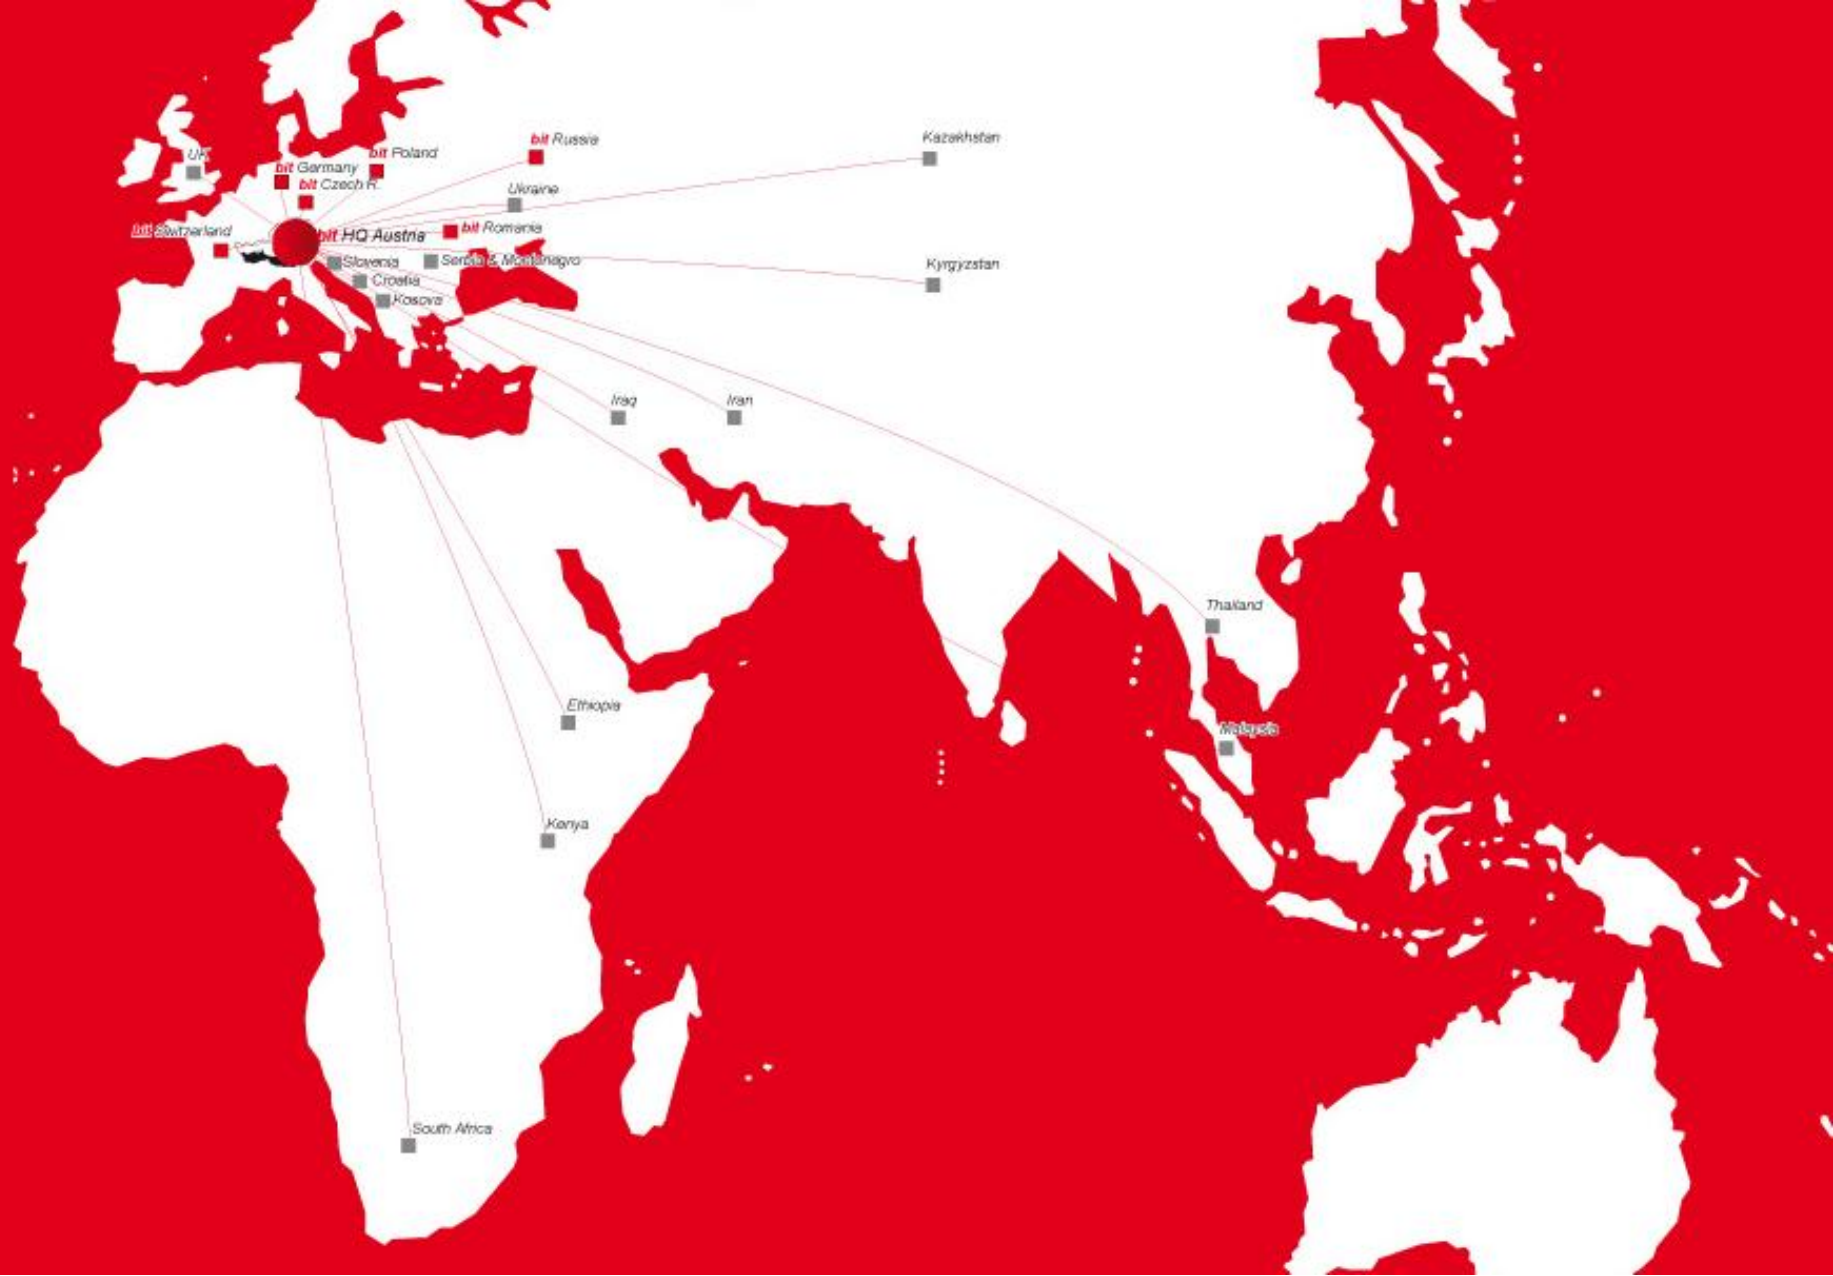 bit Russia
Kazakhstan
UK
bit Poland
bit Germany
bit Czech R.
Ukraine
bit Switzerland
bit HQ Austria
bit Romania
Slovenia
Serbia & Montenegro
Kyrgyzstan
Croatia
Kosova
Iraq
Iran
Thailand
Ethiopia
Malaysia
Kenya
South Africa